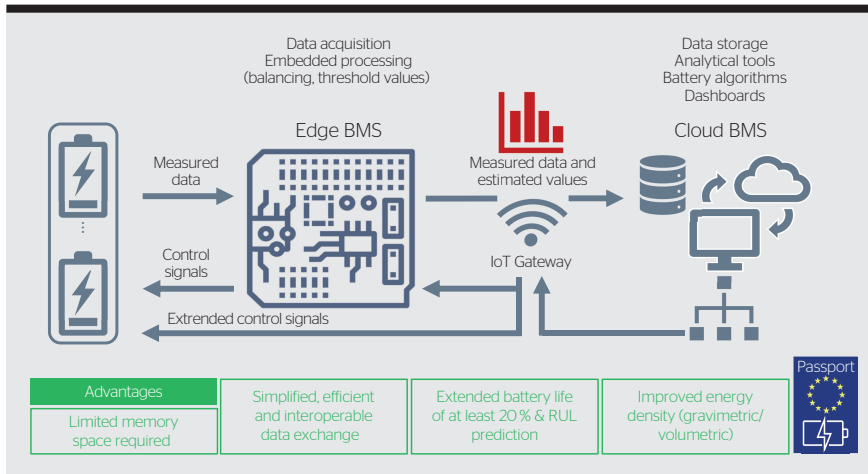 Data acquisition
Embedded processing
(balancing, threshold values)
Data storage
Analytical tools
Battery algorithms
Dashboards
Edge BMS
Cloud BMS
Measured
data
Measured data and
estimated values
Control
signals
IoT Gateway
Extrended control signals
Advantages
Limited memory
space required
Simplified, efficient
and interoperable
data exchange
Extended battery life
of at least 20 % & RUL
prediction
Improved energy
density (gravimetric/
volumetric)
Passport